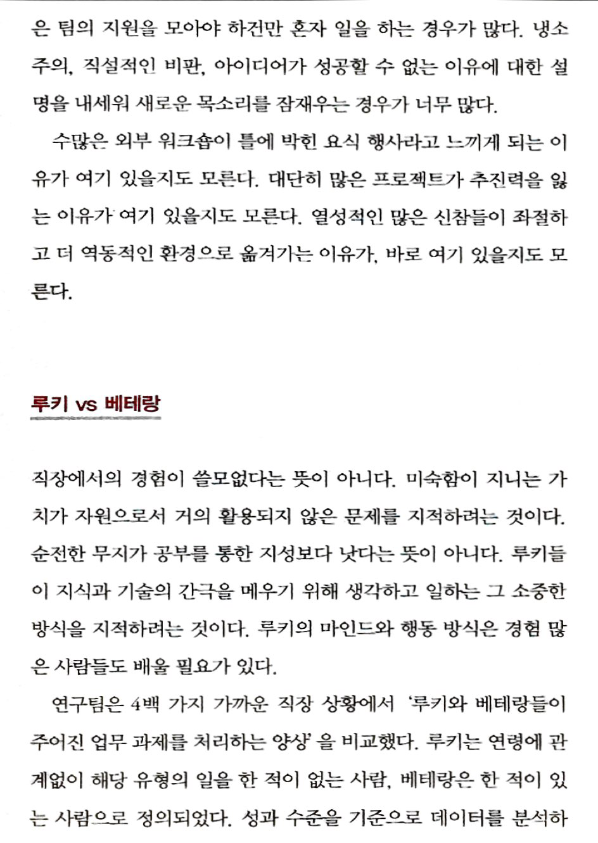 은 팀의 지원을 모아야 하건만 혼자 일을 하는 경우가 많다. 냉소
주의, 직설적인 비판, 아이디어가 성공할 수 없는 이유에 대한 설
명을 내세워 새로운 목소리를 잠재우는 경우가 너무 많다.
수많은 외부 워크숍이 틀에 박힌 요식 행사라고 느끼게 되는 이
유가 여기 있을지도 모른다. 대단히 많은 프로젝트가 추진력을 잃
는 이유가 여기 있을지도 모른다. 열성적인 많은 신참들이 좌절하
고 더 역동적인 환경으로 옮겨가는 이유가, 바로 여기 있을지도 모
른다.
루키 vs 베테랑
직장에서의 경험이 쓸모없다는 뜻이 아니다. 미숙함이 지니는 가
치가 자원으로서 거의 활용되지 않은 문제를 지적하려는 것이다.
순전한 무지가 공부를 통한 지성보다 낫다는 뜻이 아니다. 루키들
이 지식과 기술의 간극을 메우기 위해 생각하고 일하는 그 소중한
방식을 지적하려는 것이다. 루키의 마인드와 행동 방식은 경험 많
은 사람들도 배울 필요가 있다.
연구팀은 4백 가지 가까운 직장 상황에서 ‘루키와 베테랑들이
주어진 업무 과제를 처리하는 양상’을 비교했다. 루키는 연령에 관
계없이 해당 유형의 일을 한 적이 없는 사람, 베테랑은 한 적이 있
는 사람으로 정의되었다. 성과 수준을 기준으로 데이터를 분석하